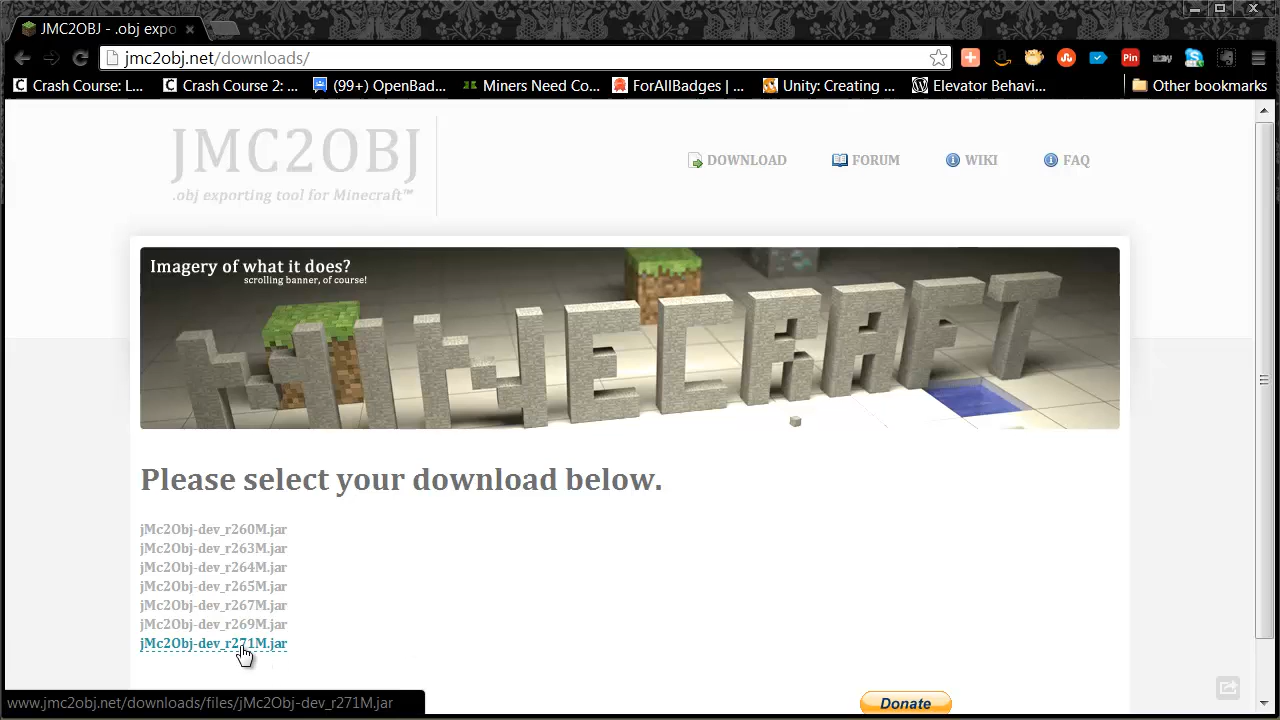 JMC2OBJ - .obj expo
jmc2obj.net/downloads/
Crash Course: L...
Crash Course 2: ...
(99+) OpenBad...
Miners Need Co...
ForAllBadges | ...
Unity: Creating ...
Elevator Behavi...
Other bookmarks
JMC2OBJ
.obj exporting tool for Minecraft™
DOWNLOAD
FORUM
WIKI
FAQ
Imagery of what it does?
scrolling banner, of course!
MINECRAFT
Please select your download below.
jMc2Obj-dev_r260M.jar
jMc2Obj-dev_r263M.jar
jMc2Obj-dev_r264M.jar
jMc2Obj-dev_r265M.jar
jMc2Obj-dev_r267M.jar
jMc2Obj-dev_r269M.jar
jMc2Obj-dev_r271M.jar
www.jmc2obj.net/downloads/files/jMc2Obj-dev_r271M.jar
Donate